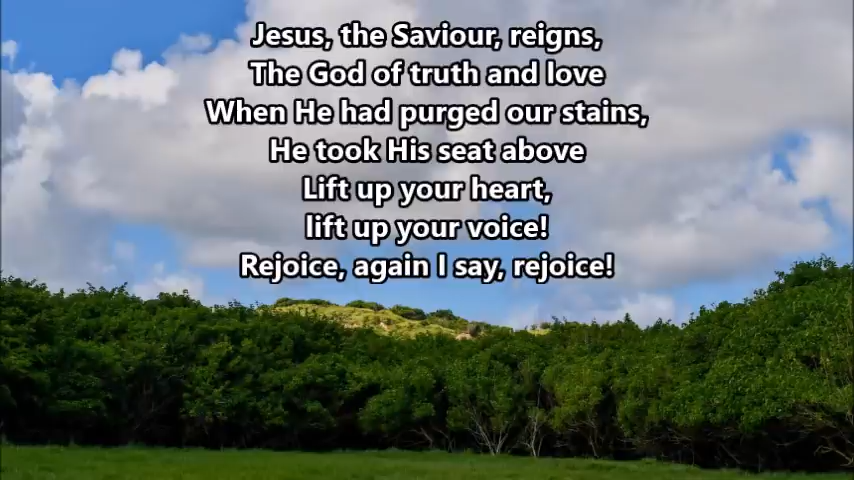 Jesus, the Saviour, reigns,
The God of truth and love
When He had purged our stains,
He took His seat above
Lift up your heart,
lift up your voice!
Rejoice, again I say, rejoice!